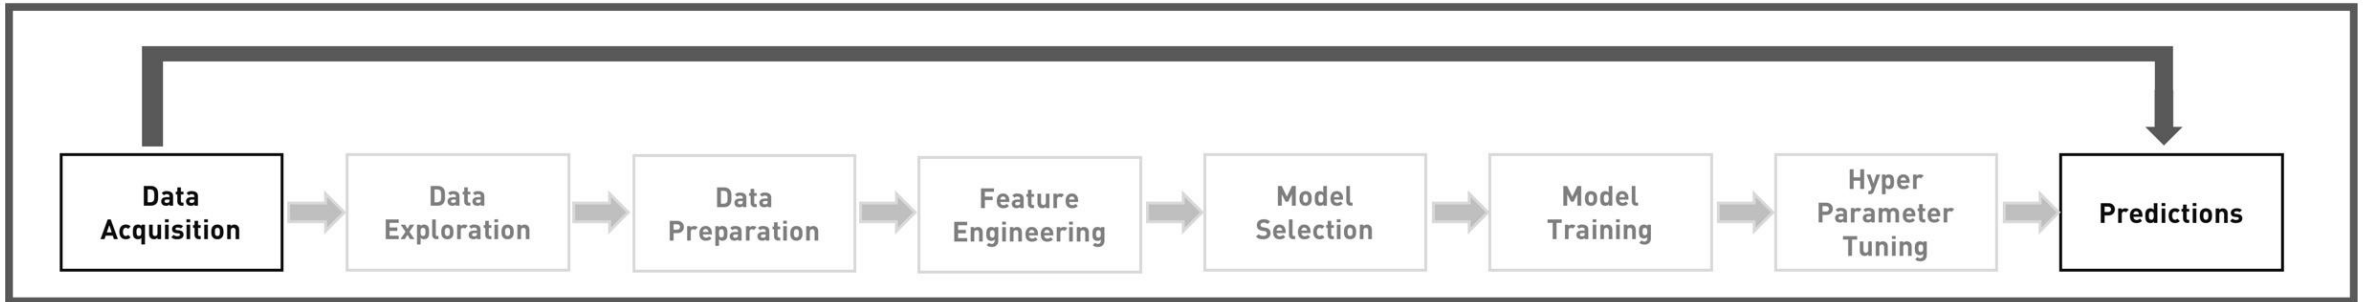 Data
Acquisition
Data
Exploration
Data
Preparation
Feature
Engineering
Model
Selection
Model
Training
Hyper
Parameter
Tuning
Predictions